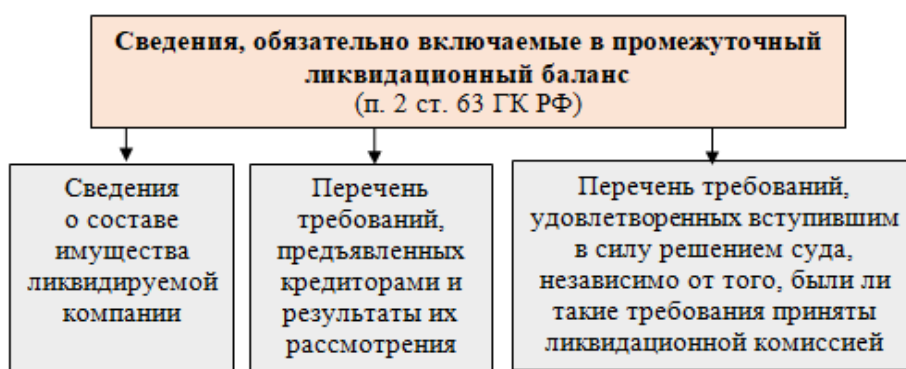 Сведения, обязательно включаемые в промежуточный
ликвидационный баланс
(п. 2 ст. 63 ГК РФ)
Сведения
о составе
имущества
ликвидируемой
компании
Перечень
требований,
предъявленных
кредиторами и
результаты их
рассмотрения
Перечень требований,
удовлетворенных вступившим
в силу решением суда,
независимо от того, были ли
такие требования приняты
ликвидационной комиссией